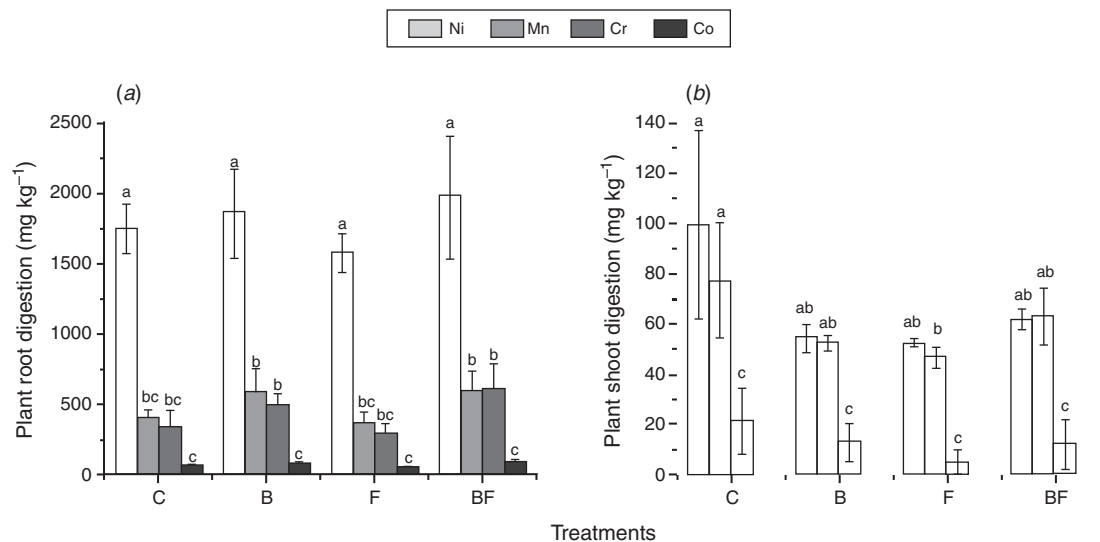 Ni Mn Cr Co
(a)
Plant root digestion (mg kg⁻¹)
2500
2000
1500
1000
500
0
a
bc bc
c
a
b
b
c
a
bc
bc
c
a
b b
c
C B F BF
(b)
Plant shoot digestion (mg kg⁻¹)
140
120
100
80
60
40
20
0
a
a
c
ab ab
c
ab b
c
ab
ab
c
C B F BF
Treatments